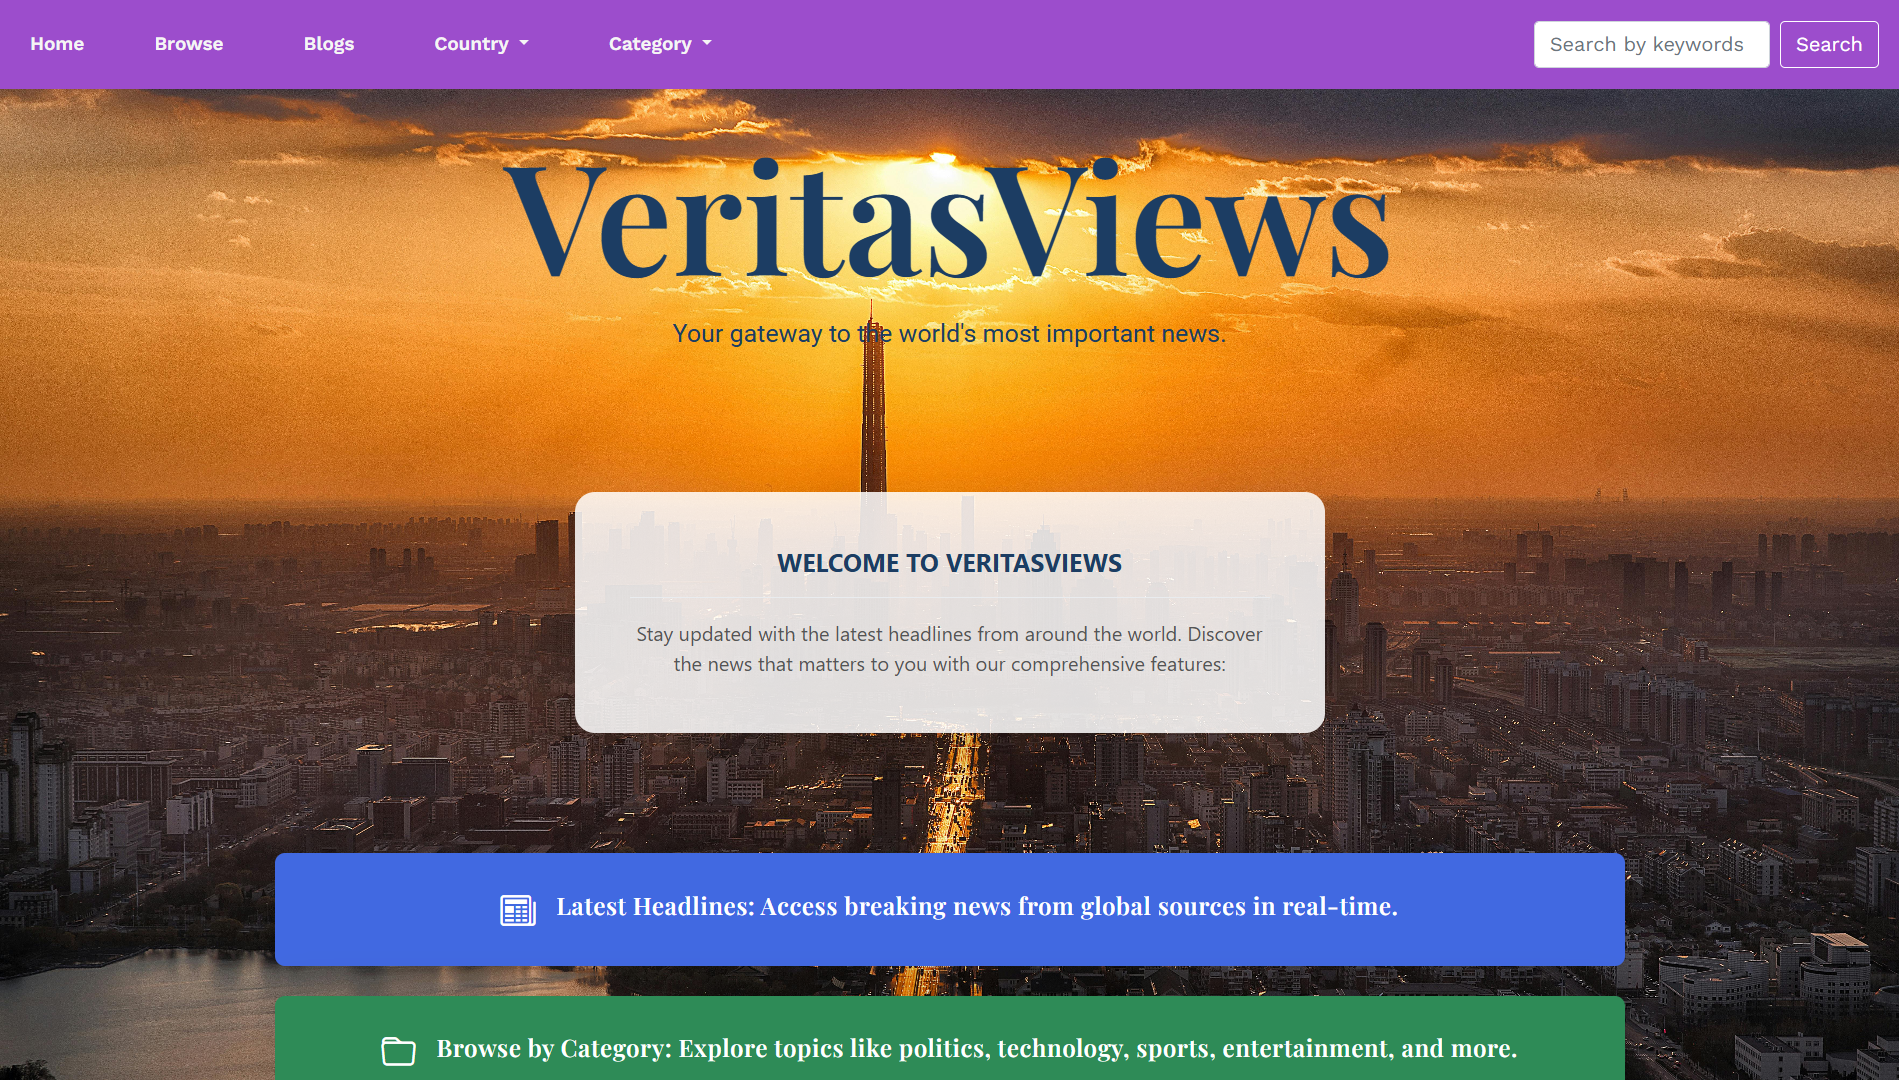 Home Browse Blogs Country Category Search by keywords Search
VeritasViews
Your gateway to the world's most important news.
WELCOME TO VERITASVIEWS
Stay updated with the latest headlines from around the world. Discover
the news that matters to you with our comprehensive features:
Latest Headlines: Access breaking news from global sources in real-time.
Browse by Category: Explore topics like politics, technology, sports, entertainment, and more.